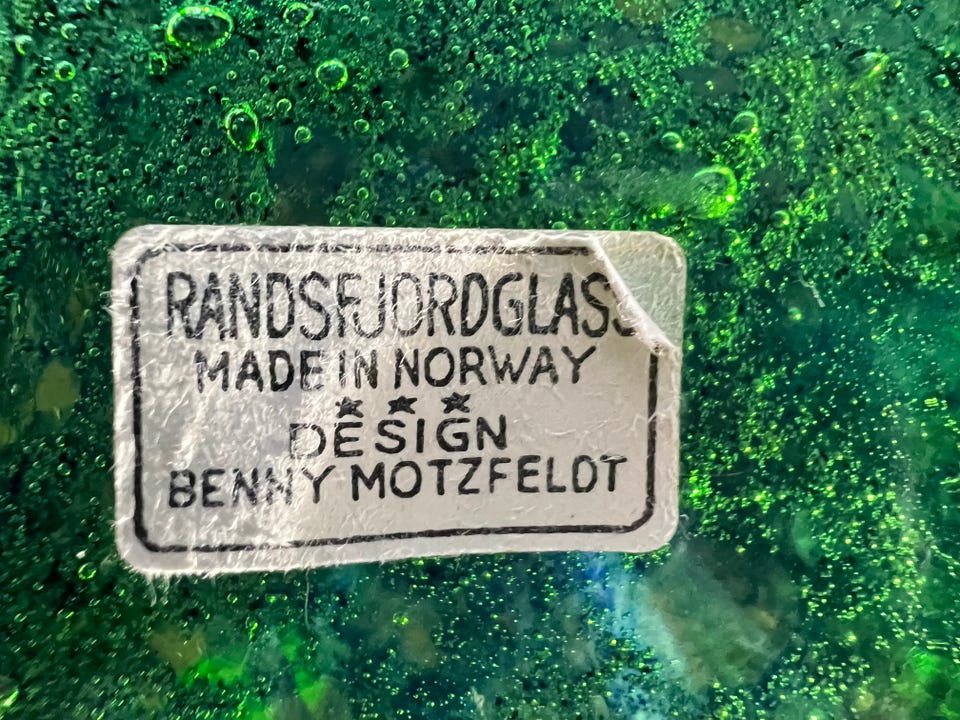 RANDSFJORDGLASS
MADE IN NORWAY
★ ★ ★
DESIGN
BENNY MOTZFELDT